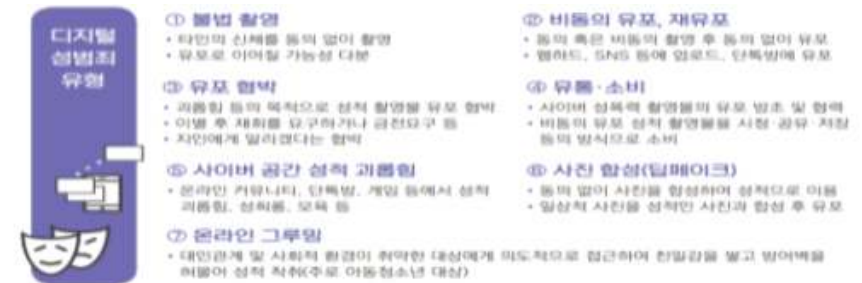 디지털
성범죄
유형
① 불법 촬영
• 타인의 신체를 동의 없이 촬영
• 유포로 이어질 가능성 다분
② 비동의 유포, 재유포
• 동의 혹은 비동의 촬영 후 동의 없이 유포
• 웹하드, SNS 등에 업로드, 단톡방에 유포
③ 유포 협박
• 괴롭힘 등의 목적으로 성적 촬영물 유포 협박
• 이별 후 재회를 요구하거나 금전요구 등
• 지인에게 알리겠다는 협박
④ 유통·소비
• 사이버 성폭력 촬영물의 유포 방조 및 협력
• 비동의 유포 성적 촬영물을 시청·공유·저장
등의 방식으로 소비
⑤ 사이버 공간 성적 괴롭힘
• 온라인 커뮤니티, 단톡방, 게임 등에서 성적
괴롭힘, 성희롱, 모욕 등
⑥ 사진 합성(딥페이크)
• 동의 없이 사진을 합성하여 성적으로 이용
• 일상적 사진을 성적인 사진과 합성 후 유포
⑦ 온라인 그루밍
• 대인관계 및 사회적 환경이 취약한 대상에게 의도적으로 접근하여 친밀감을 쌓고 방어벽을
허물어 성적 착취(주로 아동청소년 대상)